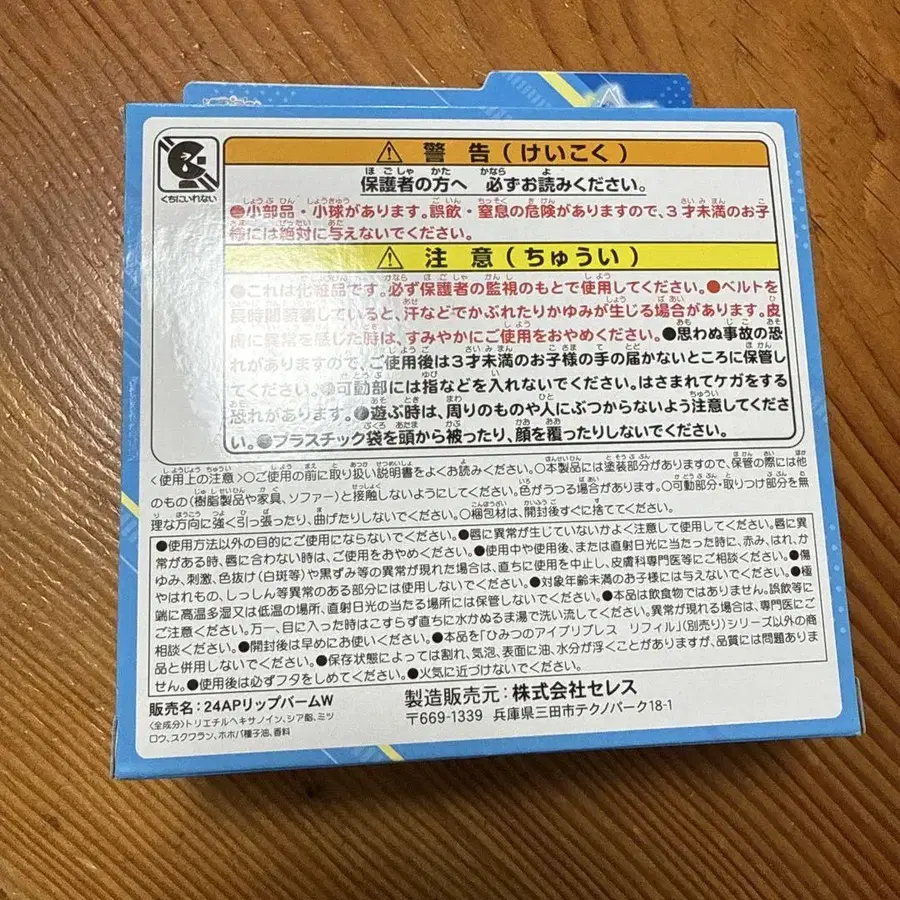 くちにいれない
⚠ 警告(けいこく)
保護者の方へ 必ずお読みください。
●小部品・小球があります。誤飲・窒息の危険がありますので、3才未満のお子
様には絶対に与えないでください。
⚠ 注意(ちゅうい)
●これは化粧品です。必ず保護者の監視のもとで使用してください。●ベルトを
長時間装着していると、汗などでかぶれたりかゆみが生じる場合があります。皮
膚に異常を感じた時は、すみやかにご使用をおやめください。●思わぬ事故の恐
れがありますので、ご使用後は3才未満のお子様の手の届かないところに保管し
てください。●可動部には指などを入れないでください。はさまれてケガをする
恐れがあります。●遊ぶ時は、周りのものや人にぶつからないよう注意してくださ
い。●プラスチック袋を頭から被ったり、顔を覆ったりしないでください。
<使用上の注意>○ご使用の前に取り扱い説明書をよくお読みください。○本製品には塗装部分がありますので、保管の際には他
のもの(樹脂製品や家具、ソファー)と接触しないようにしてください。色がうつる場合があります。○可動部分・取りつけ部分を無
理な方向に強く引っ張ったり、曲げたりしないでください。○梱包材は、開封後すぐに捨ててください。
●使用方法以外の目的にご使用にならないでください。●唇に異常が生じていないかよく注意して使用してください。唇に異
常がある時、唇に合わない時は、ご使用をおやめください。●使用中や使用後、または直射日光に当たった時に、赤み、はれ、か
ゆみ、刺激、色抜け(白斑等)や黒ずみ等の異常が現れた場合は、直ちに使用を中止し、皮膚科専門医等にご相談ください。●傷
やはれもの、しっしん等異常のある部分には使用しないでください。●対象年齢未満のお子様には与えないでください。●極
端に高温多湿又は低温の場所、直射日光の当たる場所には保管しないでください。●本品は飲食物ではありません。誤飲等に
ご注意ください。万一、目に入った時はこすらず直ちに水かぬるま湯で洗い流してください。異常が現れる場合は、専門医にご
相談ください。●開封後は早めにお使いください。●本品を「ひみつのアイプリブレス リフィル」(別売り)シリーズ以外の商
品と併用しないでください。●保存状態によっては割れ、気泡、表面に油、水分が浮くことがありますが、品質には問題ありま
せん。●使用後は必ずフタをしめてください。●火気に近づけないでください。
販売名:24APリップバームW
〈全成分〉トリエチルヘキサノイン、シア脂、ミツ
ロウ、スクワラン、ホホバ種子油、香料
製造販売元:株式会社セレス
〒669-1339 兵庫県三田市テクノパーク18-1